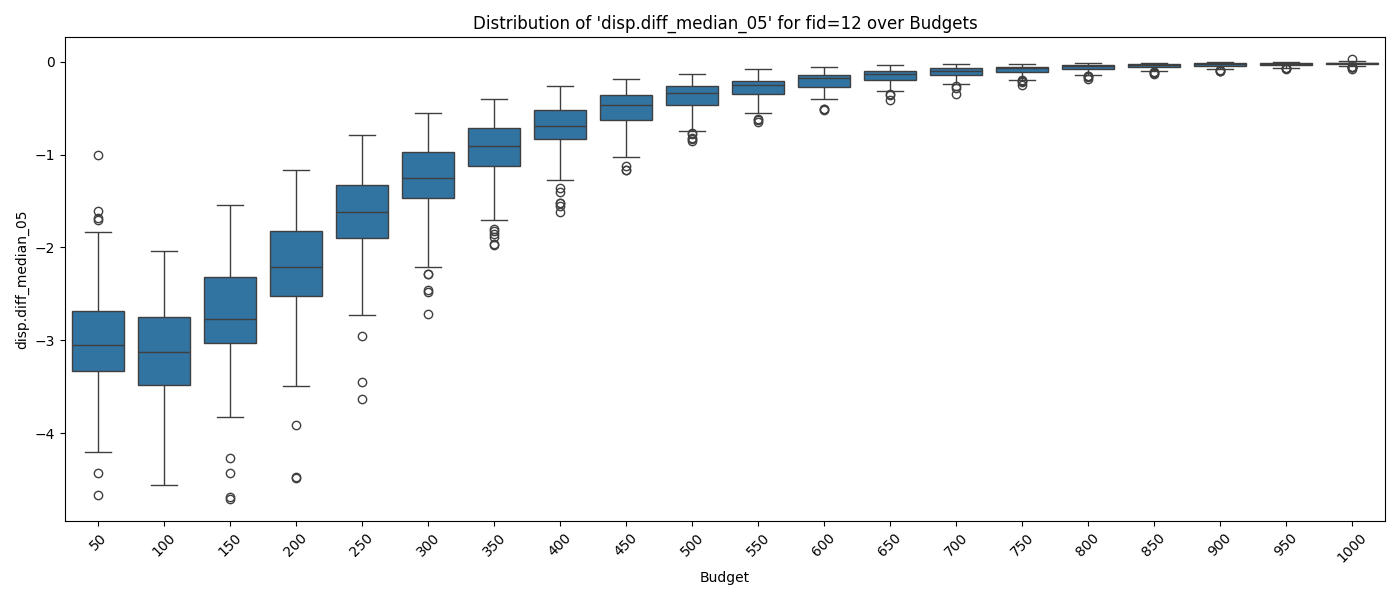 Distribution of 'disp.diff_median_05' for fid=12 over Budgets
disp.diff_median_05
0
−1
−2
−3
−4
50 100 150 200 250 300 350 400 450 500 550 600 650 700 750 800 850 900 950 1000
Budget